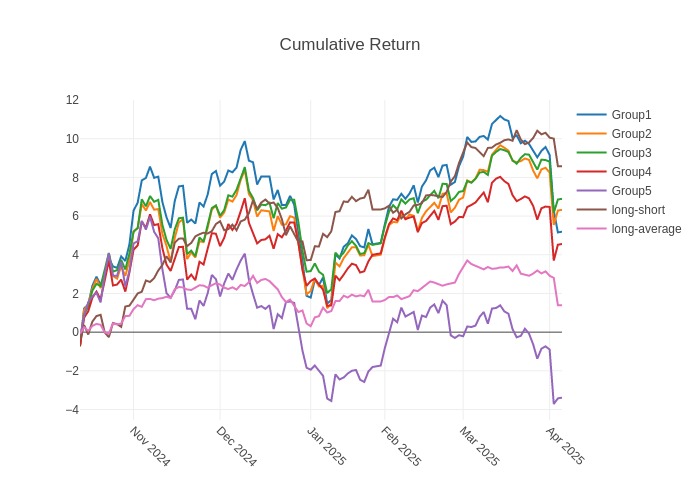 Cumulative Return
12
10
8
6
4
2
0
−2
−4
Nov 2024
Dec 2024
Jan 2025
Feb 2025
Mar 2025
Apr 2025
Group1
Group2
Group3
Group4
Group5
long-short
long-average